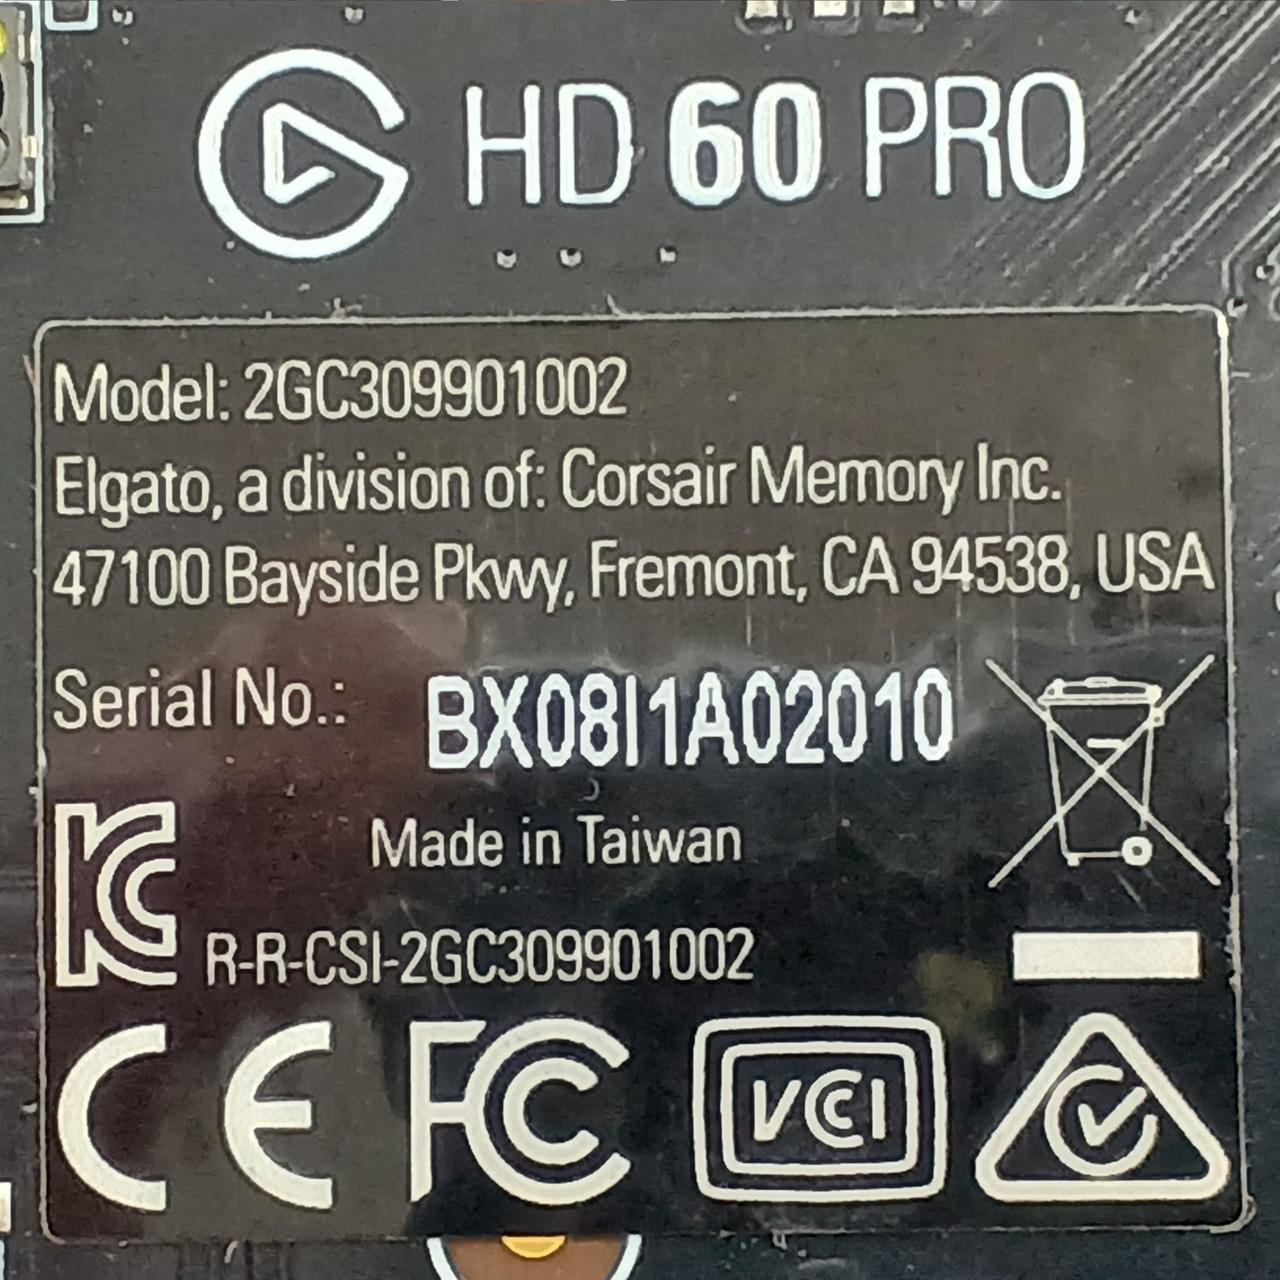 HD 60 PRO
Model: 2GC309901002
Elgato, a division of: Corsair Memory Inc.
47100 Bayside Pkwy, Fremont, CA 94538, USA
Serial No.: BX08I1A02010
Made in Taiwan
R-R-CSI-2GC309901002
CE FC VCCI